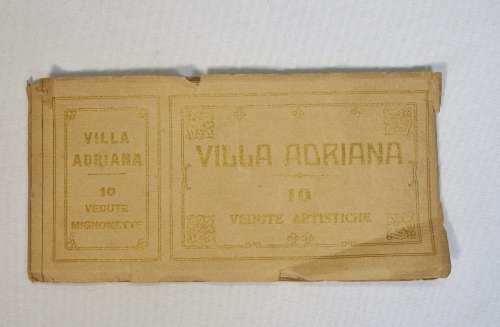 VILLA
ADRIANA
10
VEDUTE
MIGNONETTE
VILLA ADRIANA
10
VEDUTE ARTISTICHE